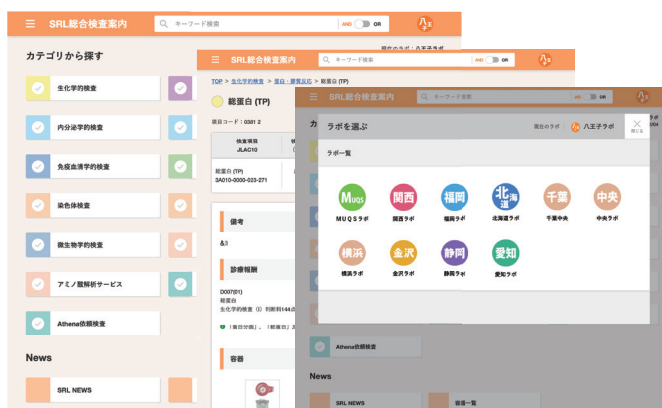 SRL総合検査案内
キーワード検索
AND OR
八王
カテゴリから探す
生化学的検査
内分泌学的検査
免疫血清学的検査
染色体検査
微生物学的検査
アミノ酸解析サービス
Athena依頼検査
News
SRL NEWS
SRL総合検査案内
キーワード検索
AND OR
八王
TOP > 生化学的検査 > 蛋白・膠質反応 > 総蛋白 (TP)
総蛋白 (TP)
項目コード：0381 2
検査項目
JLAC10
総蛋白 (TP)
3A010-0000-023-271
備考
&3
診療報酬
D007(01)
総蛋白
生化学的検査（I）判断料144点
容器
SRL総合検査案内
キーワード検索
AND OR
八王
ラボを選ぶ
現在のラボ
八王子ラボ
閉じる
ラボ一覧
MUQS
関西
福岡
北海道
千葉
中央
MUQSラボ
関西ラボ
福岡ラボ
北海道ラボ
千葉中央
中央ラボ
横浜
金沢
静岡
愛知
横浜ラボ
金沢ラボ
静岡ラボ
愛知ラボ
Athena依頼検査
News
SRL NEWS
容器一覧